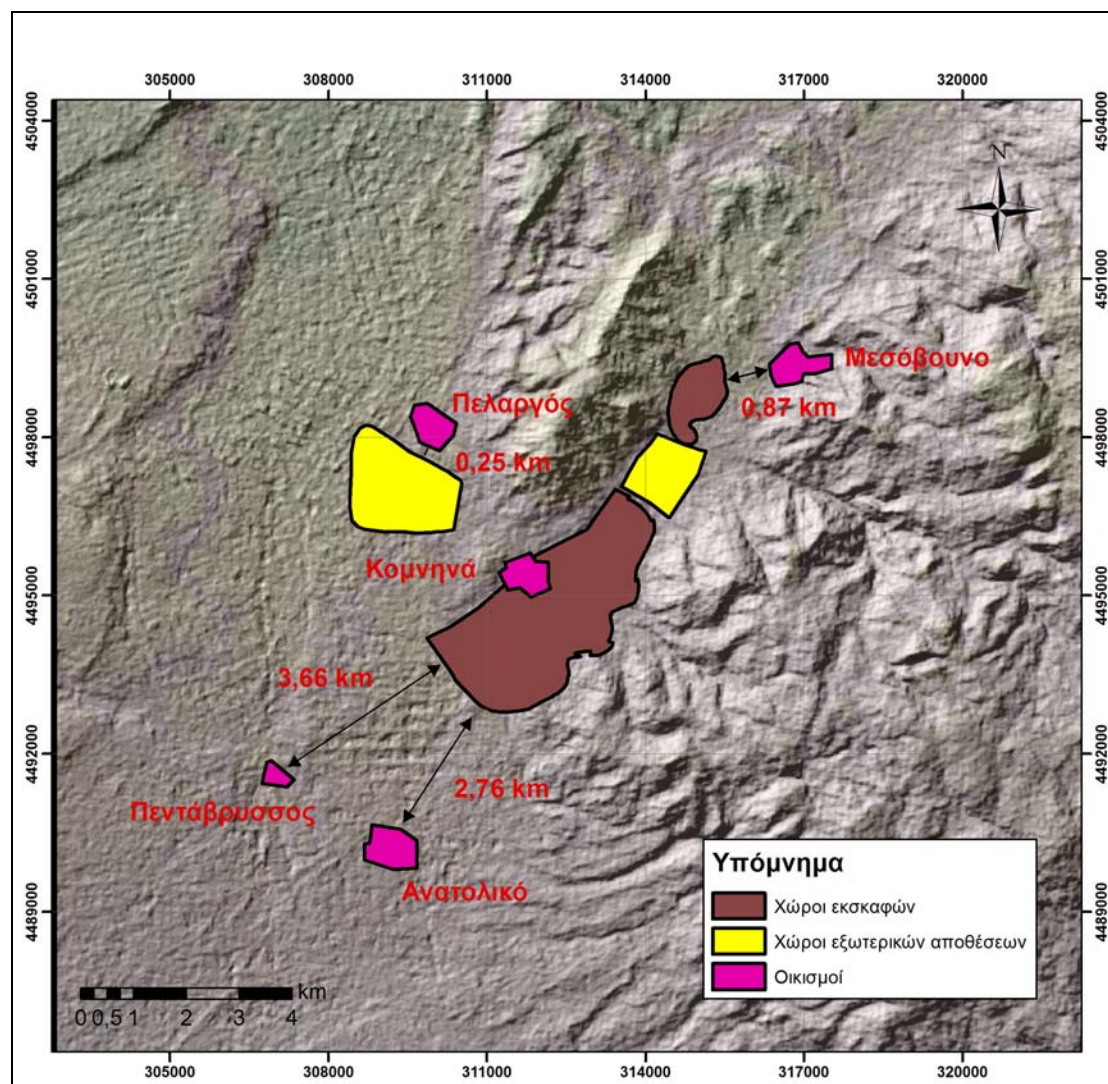 305000 308000 311000 314000 317000 320000
4504000 4504000
N
4501000 4501000
Μεσόβουνο
0,87 km
Πελαργός
4498000 4498000
0,25 km
Κομνηνά
4495000 4495000
3,66 km
4492000 4492000
2,76 km
Πεντάβρυσσος
Ανατολικό
4489000 4489000
Υπόμνημα
Χώροι εκσκαφών
Χώροι εξωτερικών αποθέσεων
Οικισμοί
km
0 0,5 1 2 3 4
305000 308000 311000 314000 317000 320000